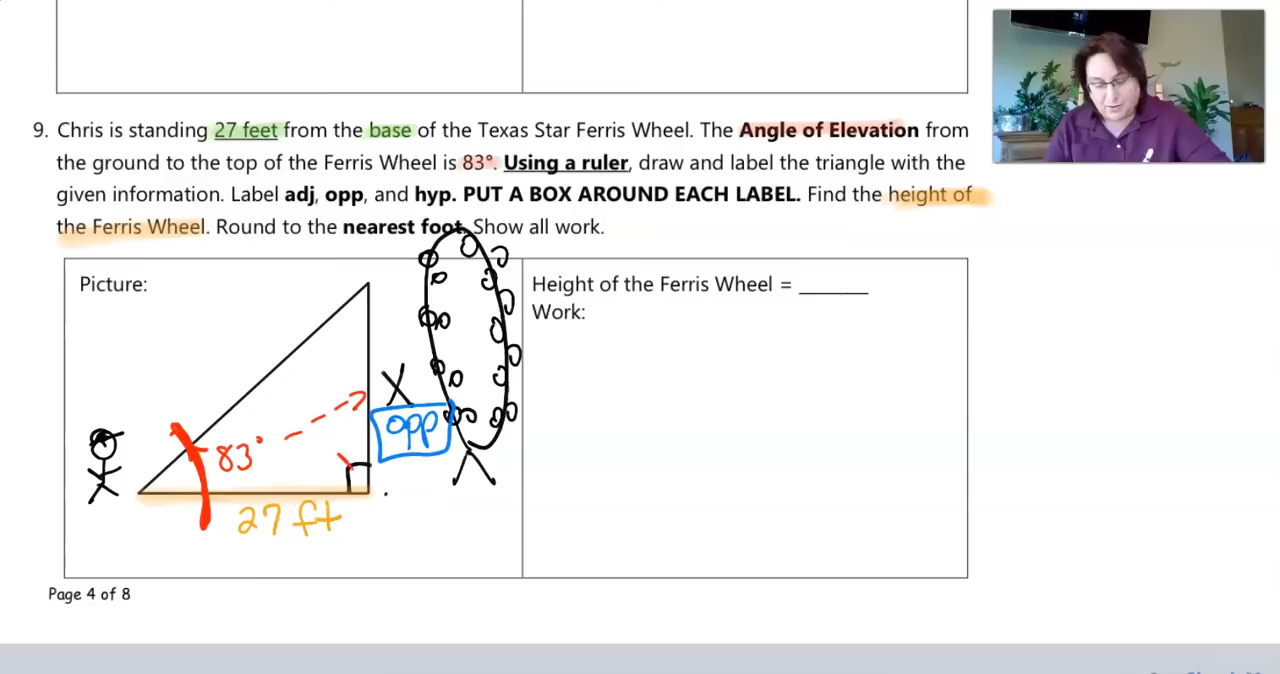 9. Chris is standing 27 feet from the base of the Texas Star Ferris Wheel. The Angle of Elevation from
the ground to the top of the Ferris Wheel is 83°. Using a ruler, draw and label the triangle with the
given information. Label adj, opp, and hyp. PUT A BOX AROUND EACH LABEL. Find the height of
the Ferris Wheel. Round to the nearest foot. Show all work.
Picture:
83°
27 ft
X
opp
Height of the Ferris Wheel = ______
Work:
Page 4 of 8